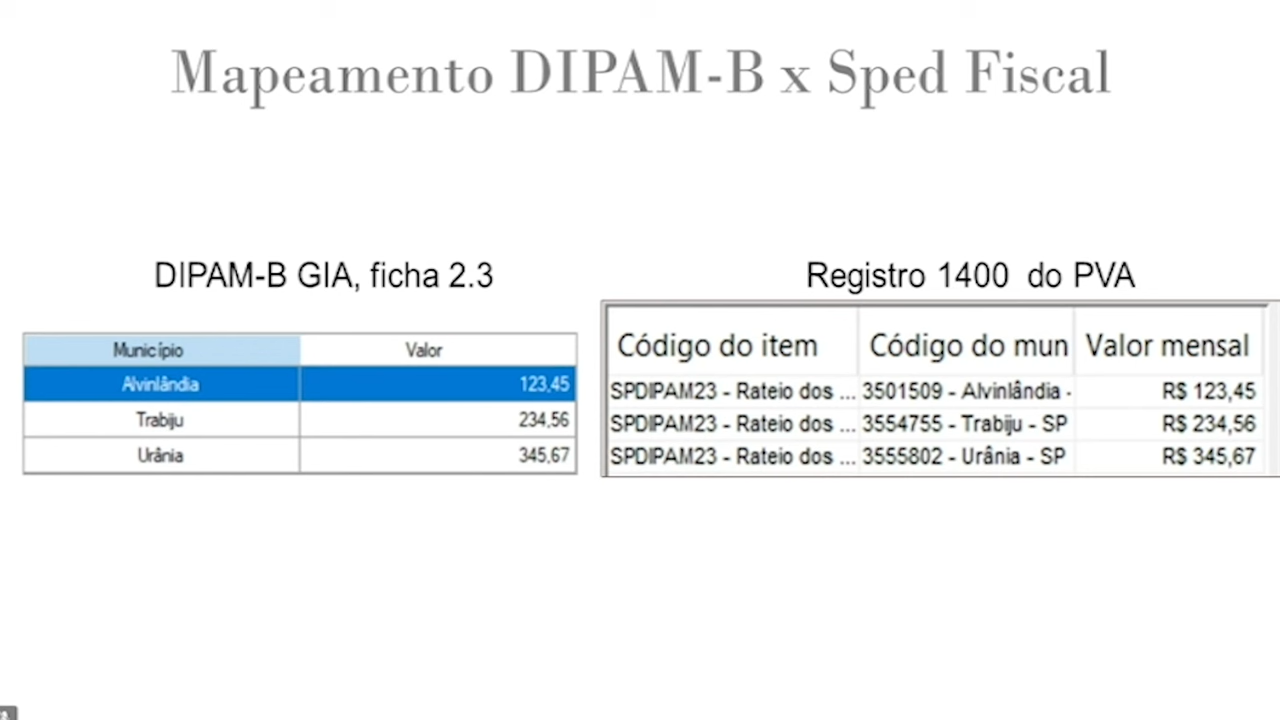 Mapeamento DIPAM-B x Sped Fiscal
DIPAM-B GIA, ficha 2.3
Município Valor
Alvinlândia 123,45
Trabiju 234,56
Urânia 345,67
Registro 1400 do PVA
Código do item Código do mun Valor mensal
SPDIPAM23 - Rateio dos ... 3501509 - Alvinlândia - R$ 123,45
SPDIPAM23 - Rateio dos ... 3554755 - Trabiju - SP R$ 234,56
SPDIPAM23 - Rateio dos ... 3555802 - Urânia - SP R$ 345,67